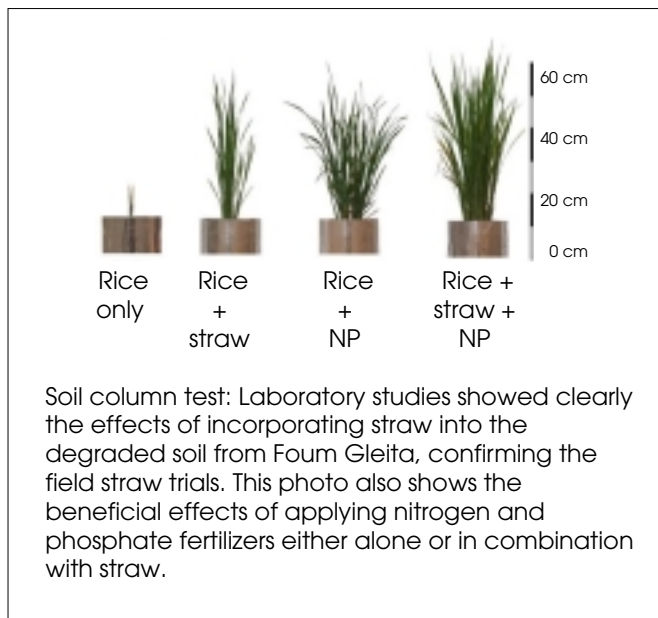 60 cm
40 cm
20 cm
0 cm
Rice only
Rice + straw
Rice + NP
Rice + straw + NP
Soil column test: Laboratory studies showed clearly
the effects of incorporating straw into the
degraded soil from Foum Gleita, confirming the
field straw trials. This photo also shows the
beneficial effects of applying nitrogen and
phosphate fertilizers either alone or in combination
with straw.